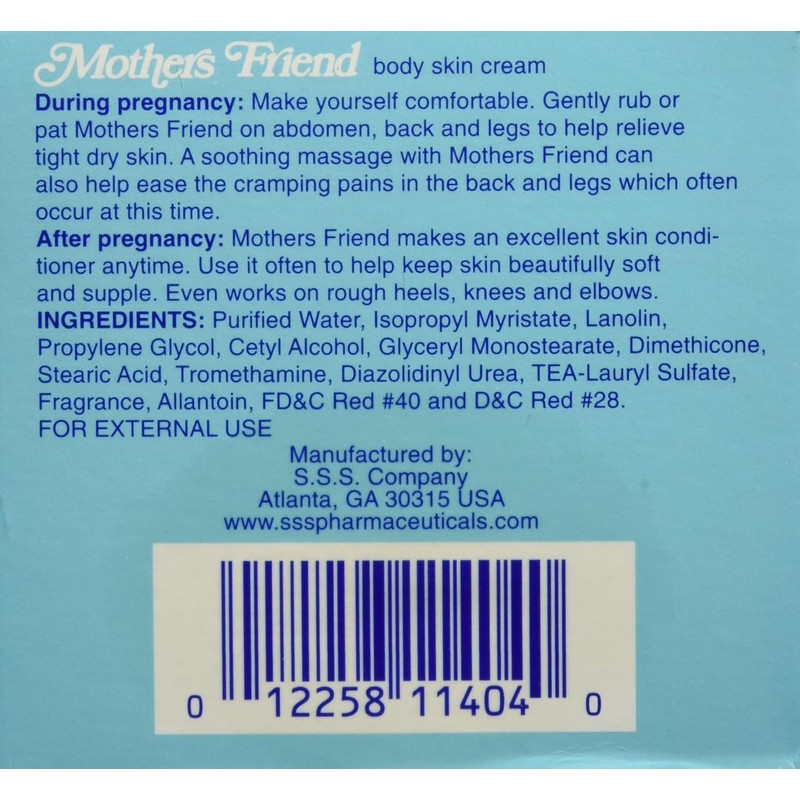 Mothers Friend body skin cream
During pregnancy: Make yourself comfortable. Gently rub or
pat Mothers Friend on abdomen, back and legs to help relieve
tight dry skin. A soothing massage with Mothers Friend can
also help ease the cramping pains in the back and legs which often
occur at this time.
After pregnancy: Mothers Friend makes an excellent skin condi-
tioner anytime. Use it often to help keep skin beautifully soft
and supple. Even works on rough heels, knees and elbows.
INGREDIENTS: Purified Water, Isopropyl Myristate, Lanolin,
Propylene Glycol, Cetyl Alcohol, Glyceryl Monostearate, Dimethicone,
Stearic Acid, Tromethamine, Diazolidinyl Urea, TEA-Lauryl Sulfate,
Fragrance, Allantoin, FD&C Red #40 and D&C Red #28.
FOR EXTERNAL USE
Manufactured by:
S.S.S. Company
Atlanta, GA 30315 USA
www.ssspharmaceuticals.com
0 12258 11404 0